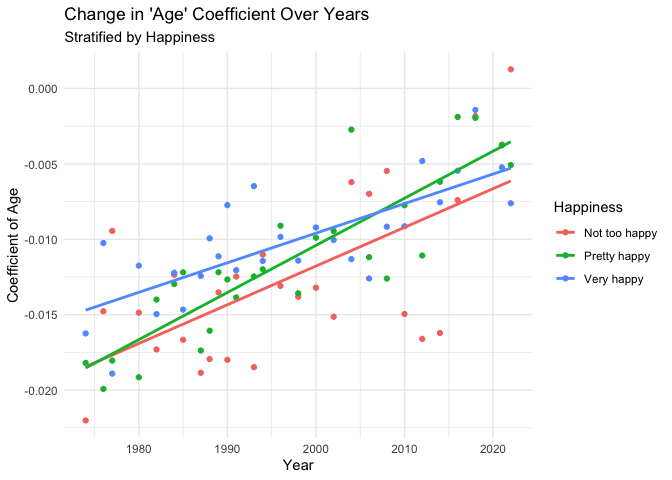 Change in 'Age' Coefficient Over Years
Stratified by Happiness
0.000
-0.005
-0.010
-0.015
-0.020
Coefficient of Age
1980
1990
2000
2010
2020
Year
Happiness
Not too happy
Pretty happy
Very happy